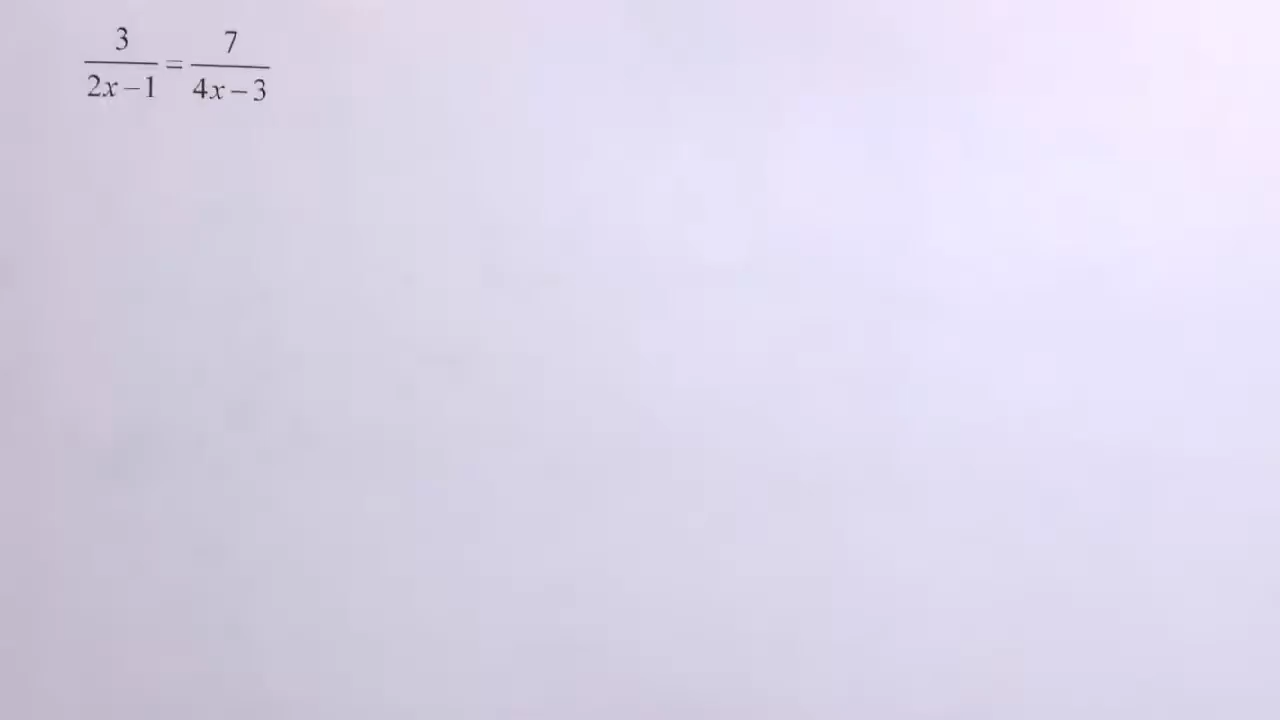 3/(2x−1) = 7/(4x−3)